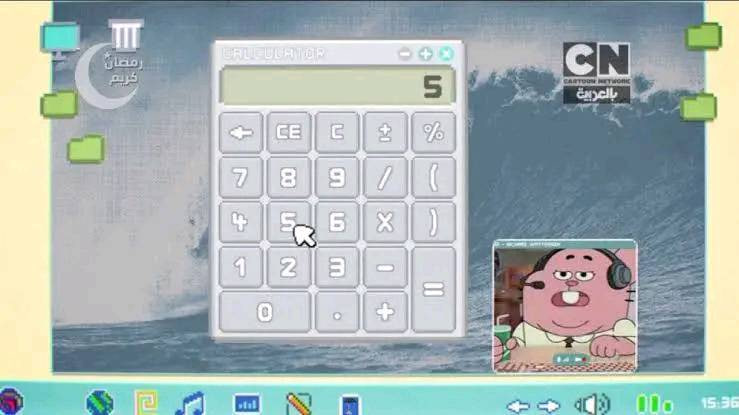 رمضان
كريم
CALCULATOR
CN
CARTOON NETWORK
بالعربية
5
CE C ± %
7 8 9 / (
4 5 6 X )
1 2 3 - =
0 . +
15:36